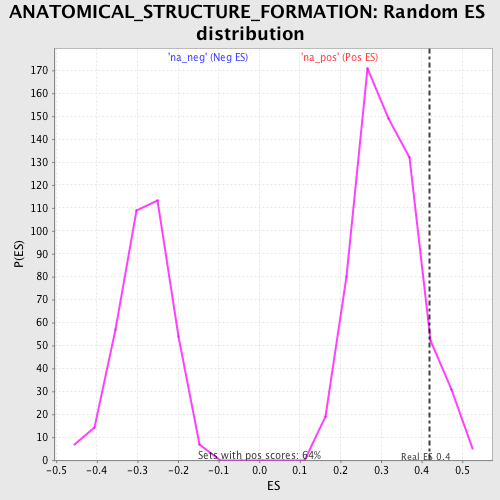 ANATOMICAL_STRUCTURE_FORMATION: Random ES
distribution
'na_neg' (Neg ES) 'na_pos' (Pos ES)
P(ES)
170
160
150
140
130
120
110
100
90
80
70
60
50
40
30
20
10
0
Sets with pos scores: 64%
Real ES 0.4
-0.5 -0.4 -0.3 -0.2 -0.1 0.0 0.1 0.2 0.3 0.4 0.5
ES